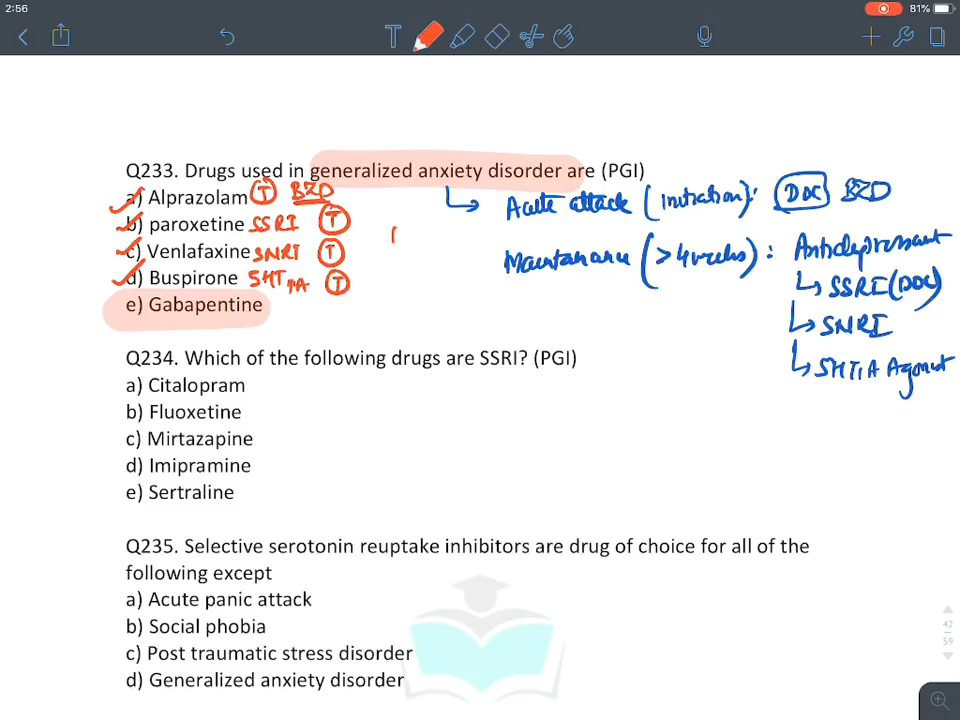 2:56
81%
T
Q233. Drugs used in generalized anxiety disorder are (PGI)
a) Alprazolam T BZD
b) paroxetine SSRI T
c) Venlafaxine SNRI T
d) Buspirone 5HT1A T
e) Gabapentine
Acute attack (initiation): DOC BZD
Maintanance (>4weeks): Antidepressant
SSRI (DOC)
SNRI
5HT1A Agonist
Q234. Which of the following drugs are SSRI? (PGI)
a) Citalopram
b) Fluoxetine
c) Mirtazapine
d) Imipramine
e) Sertraline
Q235. Selective serotonin reuptake inhibitors are drug of choice for all of the
following except
a) Acute panic attack
b) Social phobia
c) Post traumatic stress disorder
d) Generalized anxiety disorder
42
59